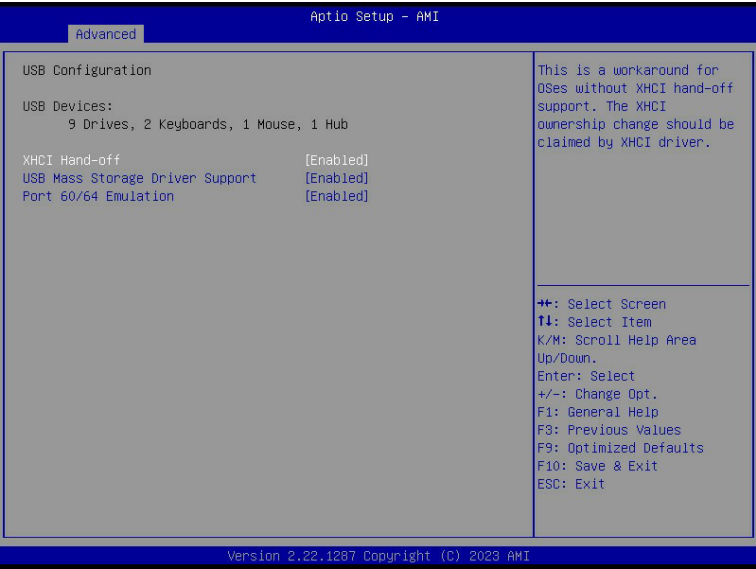 Aptio Setup – AMI
Advanced
USB Configuration
USB Devices:
9 Drives, 2 Keyboards, 1 Mouse, 1 Hub
XHCI Hand-off [Enabled]
USB Mass Storage Driver Support [Enabled]
Port 60/64 Emulation [Enabled]
This is a workaround for
OSes without XHCI hand-off
support. The XHCI
ownership change should be
claimed by XHCI driver.
→←: Select Screen
↑↓: Select Item
K/M: Scroll Help Area
Up/Down.
Enter: Select
+/-: Change Opt.
F1: General Help
F3: Previous Values
F9: Optimized Defaults
F10: Save & Exit
ESC: Exit
Version 2.22.1287 Copyright (C) 2023 AMI